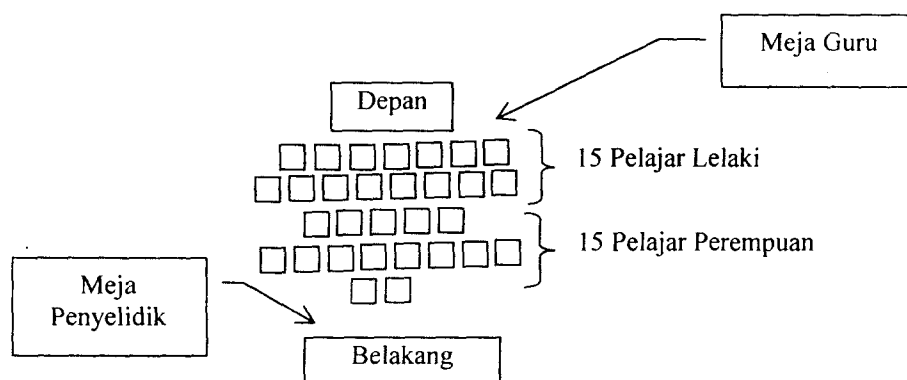 Meja Guru
Depan
15 Pelajar Lelaki
15 Pelajar Perempuan
Meja
Penyelidik
Belakang